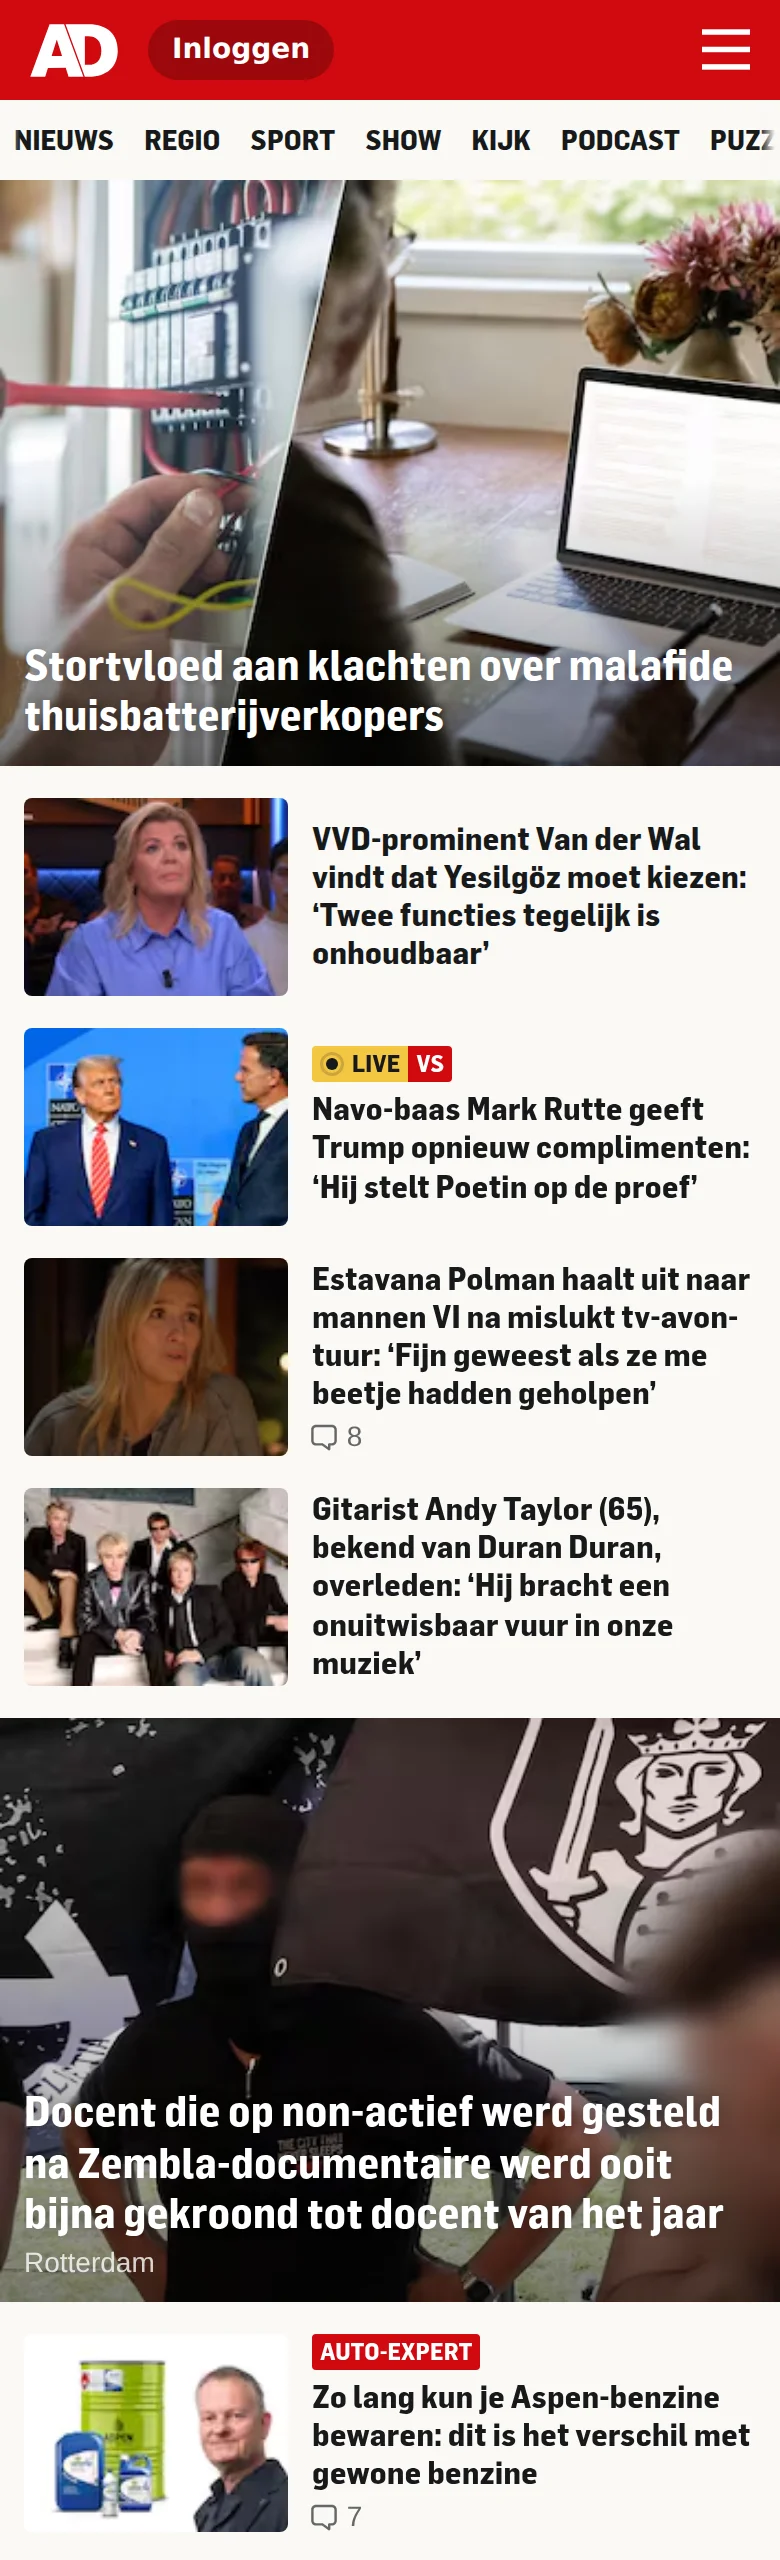 AD
Inloggen
NIEUWS REGIO SPORT SHOW KIJK PODCAST PUZZ
Stortvloed aan klachten over malafide
thuisbatterijverkopers
VVD-prominent Van der Wal
vindt dat Yesilgöz moet kiezen:
‘Twee functies tegelijk is
onhoudbaar’
LIVE VS
Navo-baas Mark Rutte geeft
Trump opnieuw complimenten:
‘Hij stelt Poetin op de proef’
Estavana Polman haalt uit naar
mannen VI na mislukt tv-avon-
tuur: ‘Fijn geweest als ze me
beetje hadden geholpen’
8
Gitarist Andy Taylor (65),
bekend van Duran Duran,
overleden: ‘Hij bracht een
onuitwisbaar vuur in onze
muziek’
Docent die op non-actief werd gesteld
na Zembla-documentaire werd ooit
bijna gekroond tot docent van het jaar
Rotterdam
ASPEN
AUTO-EXPERT
Zo lang kun je Aspen-benzine
bewaren: dit is het verschil met
gewone benzine
7